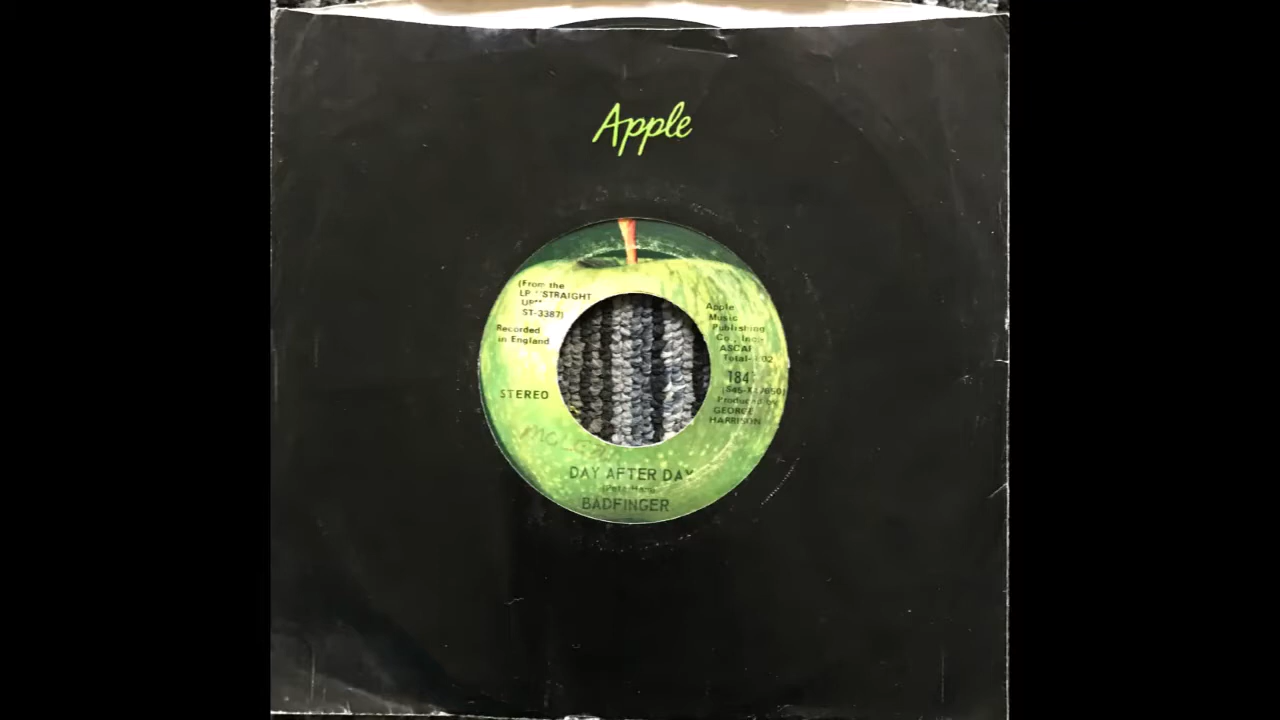 Apple
(From the
LP "STRAIGHT
UP"
ST-3387)
Recorded
in England
STEREO
Apple
Music
Publishing
Co., Inc.-
ASCAP
184
Produced by
GEORGE
HARRISON
DAY AFTER DAY
BADFINGER